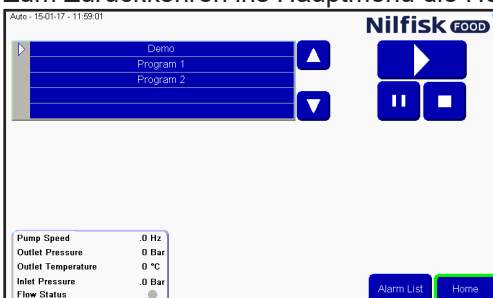 Zum Zurückkehren ins Hauptmenü die Ho
Auto - 15-01-17 - 11:59:01
Nilfisk FOOD
Demo
Program 1
Program 2
Pump Speed .0 Hz
Outlet Pressure 0 Bar
Outlet Temperature 0 °C
Inlet Pressure .0 Bar
Flow Status
Alarm List
Home